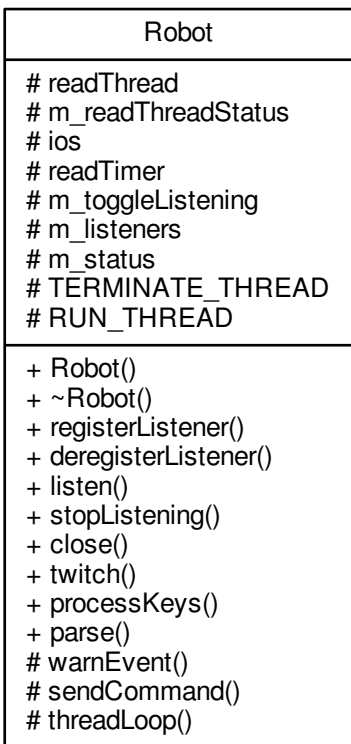 Robot
# readThread
# m_readThreadStatus
# ios
# readTimer
# m_toggleListening
# m_listeners
# m_status
# TERMINATE_THREAD
# RUN_THREAD
+ Robot()
+ ~Robot()
+ registerListener()
+ deregisterListener()
+ listen()
+ stopListening()
+ close()
+ twitch()
+ processKeys()
+ parse()
# warnEvent()
# sendCommand()
# threadLoop()